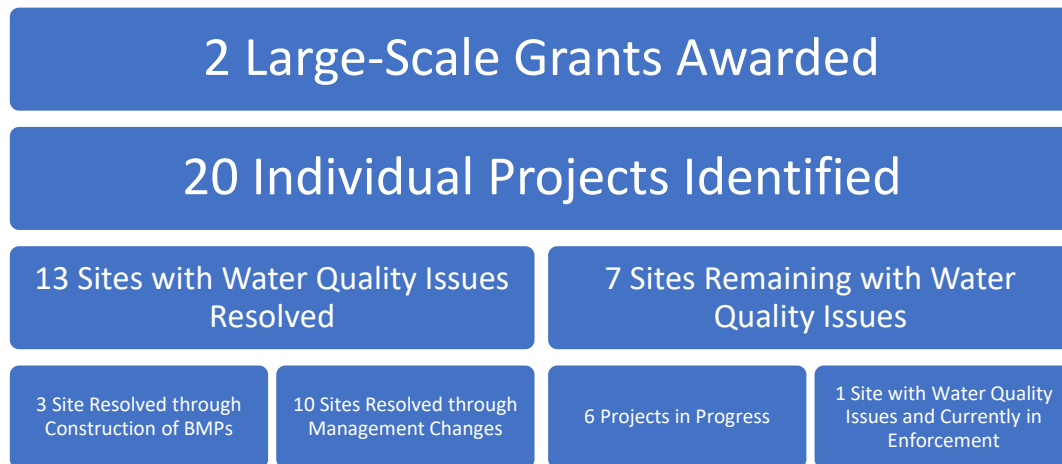 2 Large-Scale Grants Awarded
20 Individual Projects Identified
13 Sites with Water Quality Issues
Resolved
7 Sites Remaining with Water
Quality Issues
3 Site Resolved through
Construction of BMPs
10 Sites Resolved through
Management Changes
6 Projects in Progress
1 Site with Water Quality
Issues and Currently in
Enforcement